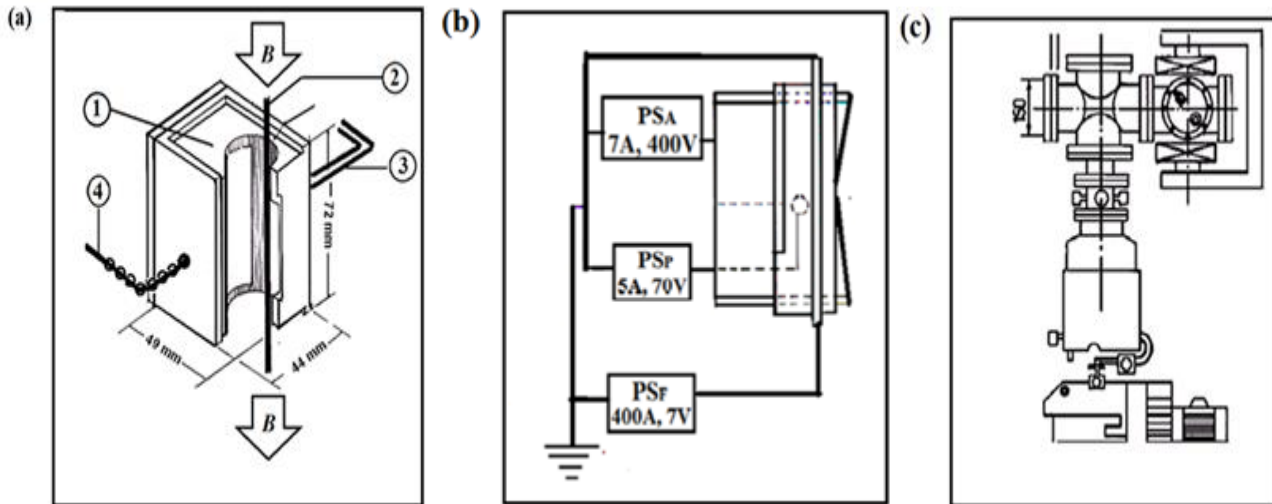 (a)
B
1
2
3
4
72 mm
49 mm
44 mm
B
(b)
PSA
7A, 400V
PSP
5A, 70V
PSF
400A, 7V
(c)
150